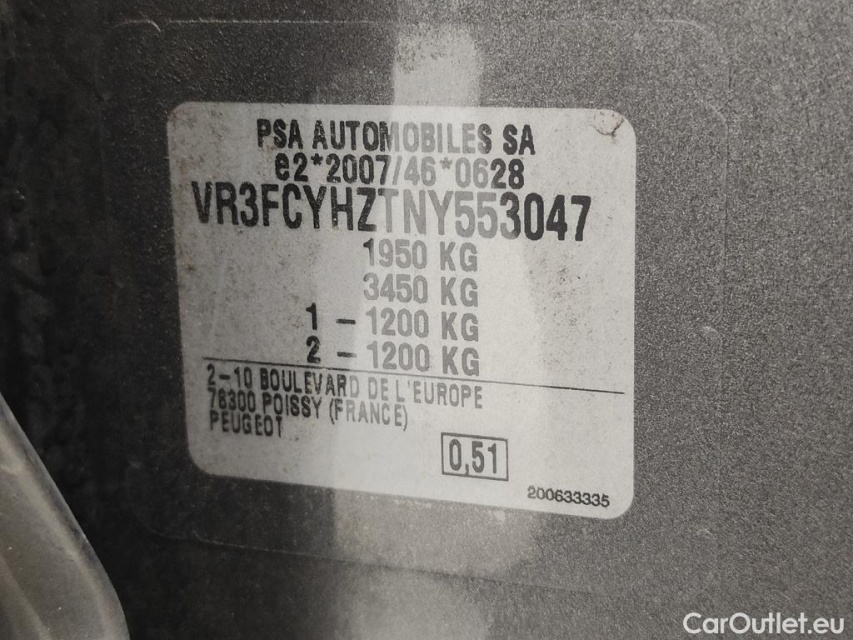 PSA AUTOMOBILES SA
e2*2007/46*0628
VR3FCYHZTNY553047
1950 KG
3450 KG
1 - 1200 KG
2 - 1200 KG
2-10 BOULEVARD DE L'EUROPE
78300 POISSY (FRANCE)
PEUGEOT
0,51
200633335
CarOutlet.eu